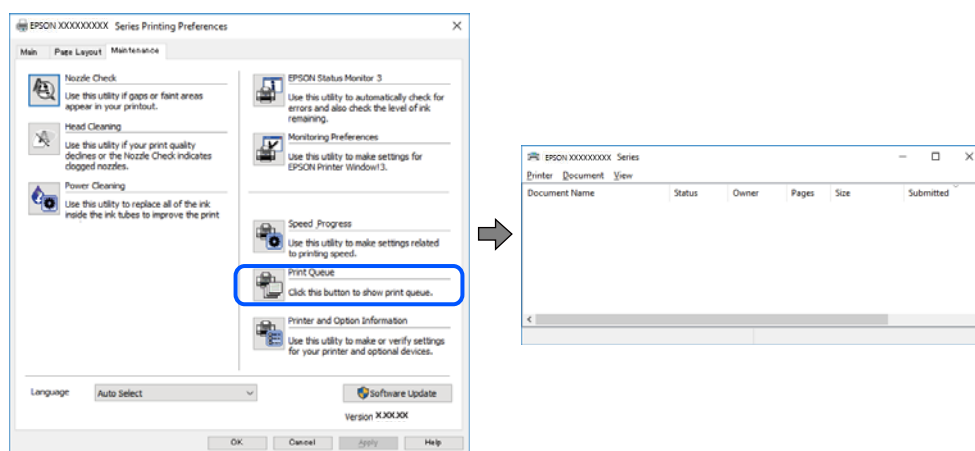 EPSON XXXXXXXXX Series Printing Preferences
Main Page Layout Maintenance
Nozzle Check
Use this utility if gaps or faint areas
appear in your printout.
Head Cleaning
Use this utility if your print quality
declines or the Nozzle Check indicates
clogged nozzles.
Power Cleaning
Use this utility to replace all of the ink
inside the ink tubes to improve the print
EPSON Status Monitor 3
Use this utility to automatically check for
errors and also check the level of ink
remaining.
Monitoring Preferences
Use this utility to make settings for
EPSON Printer Window!3.
Speed Progress
Use this utility to make settings related
to printing speed.
Print Queue
Click this button to show print queue.
Printer and Option Information
Use this utility to make or verify settings
for your printer and optional devices.
Language Auto Select
Software Update
Version X.XX.XX
OK Cancel Apply Help
EPSON XXXXXXXXX Series
Printer Document View
Document Name Status Owner Pages Size Submitted